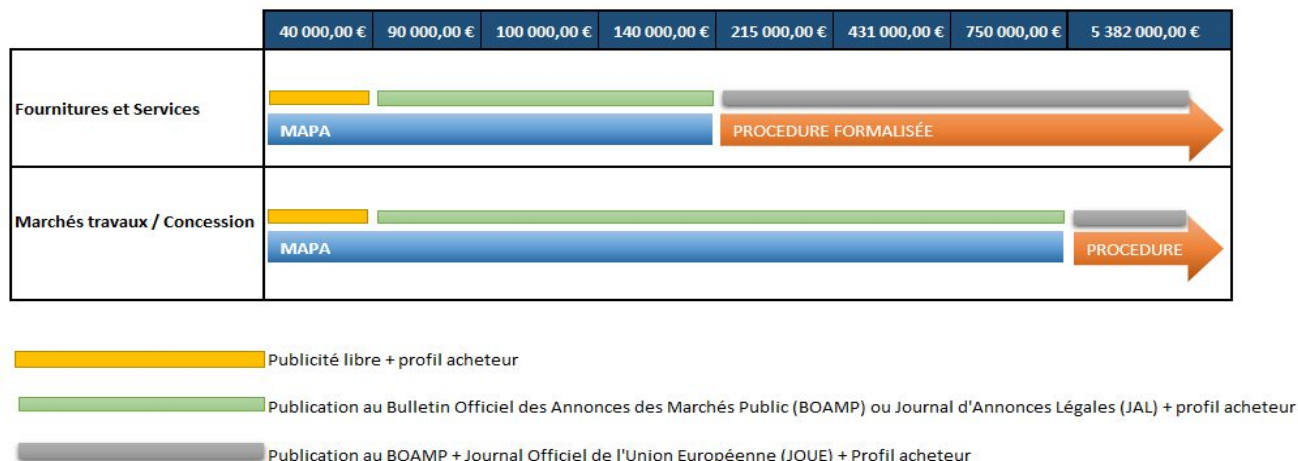 40 000,00 € 90 000,00 € 100 000,00 € 140 000,00 € 215 000,00 € 431 000,00 € 750 000,00 € 5 382 000,00 €
Fournitures et Services
MAPA PROCEDURE FORMALISÉE
Marchés travaux / Concession
MAPA PROCEDURE
Publicité libre + profil acheteur
Publication au Bulletin Officiel des Annonces des Marchés Public (BOAMP) ou Journal d'Annonces Légales (JAL) + profil acheteur
Publication au BOAMP + Journal Officiel de l'Union Européenne (JOUE) + Profil acheteur